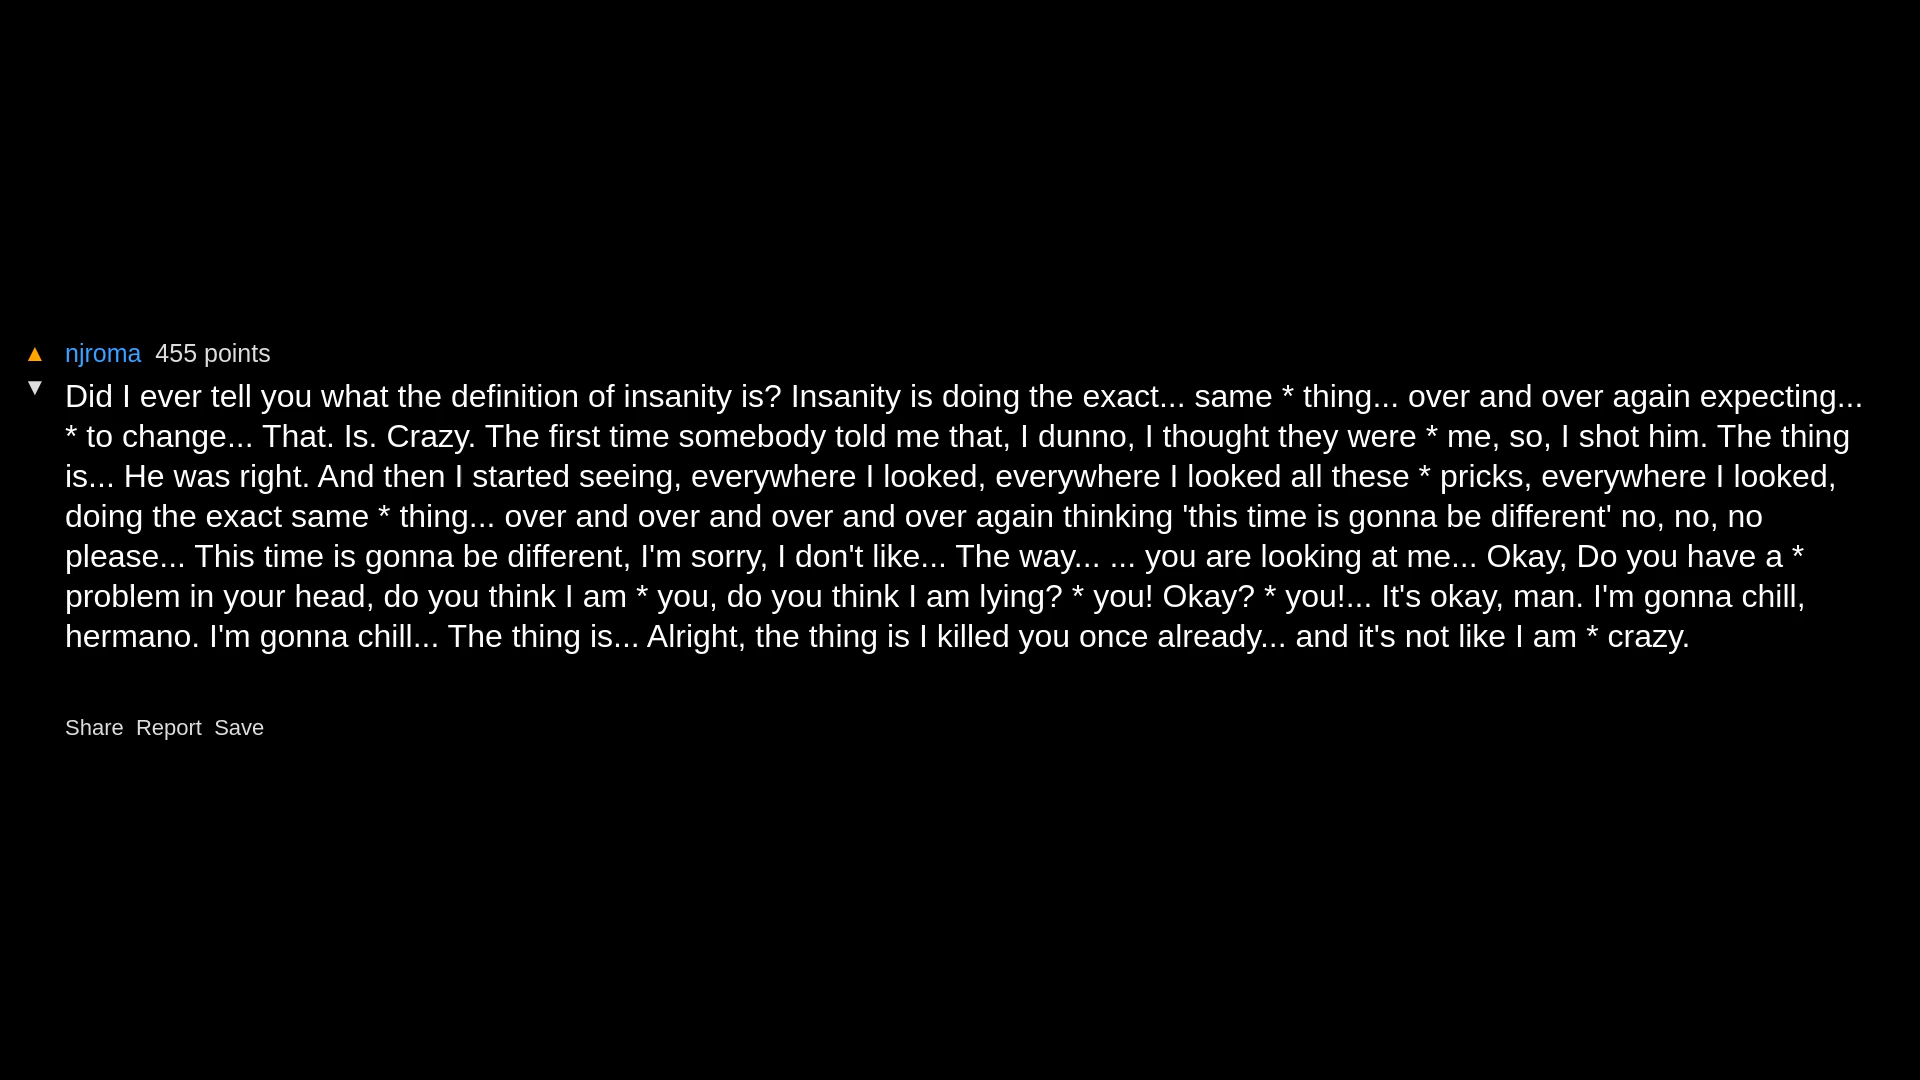 ▲ njroma 455 points
▼
Did I ever tell you what the definition of insanity is? Insanity is doing the exact... same * thing... over and over again expecting...
* to change... That. Is. Crazy. The first time somebody told me that, I dunno, I thought they were * me, so, I shot him. The thing
is... He was right. And then I started seeing, everywhere I looked, everywhere I looked all these * pricks, everywhere I looked,
doing the exact same * thing... over and over and over and over again thinking 'this time is gonna be different' no, no, no
please... This time is gonna be different, I'm sorry, I don't like... The way... ... you are looking at me... Okay, Do you have a *
problem in your head, do you think I am * you, do you think I am lying? * you! Okay? * you!... It's okay, man. I'm gonna chill,
hermano. I'm gonna chill... The thing is... Alright, the thing is I killed you once already... and it's not like I am * crazy.
Share Report Save